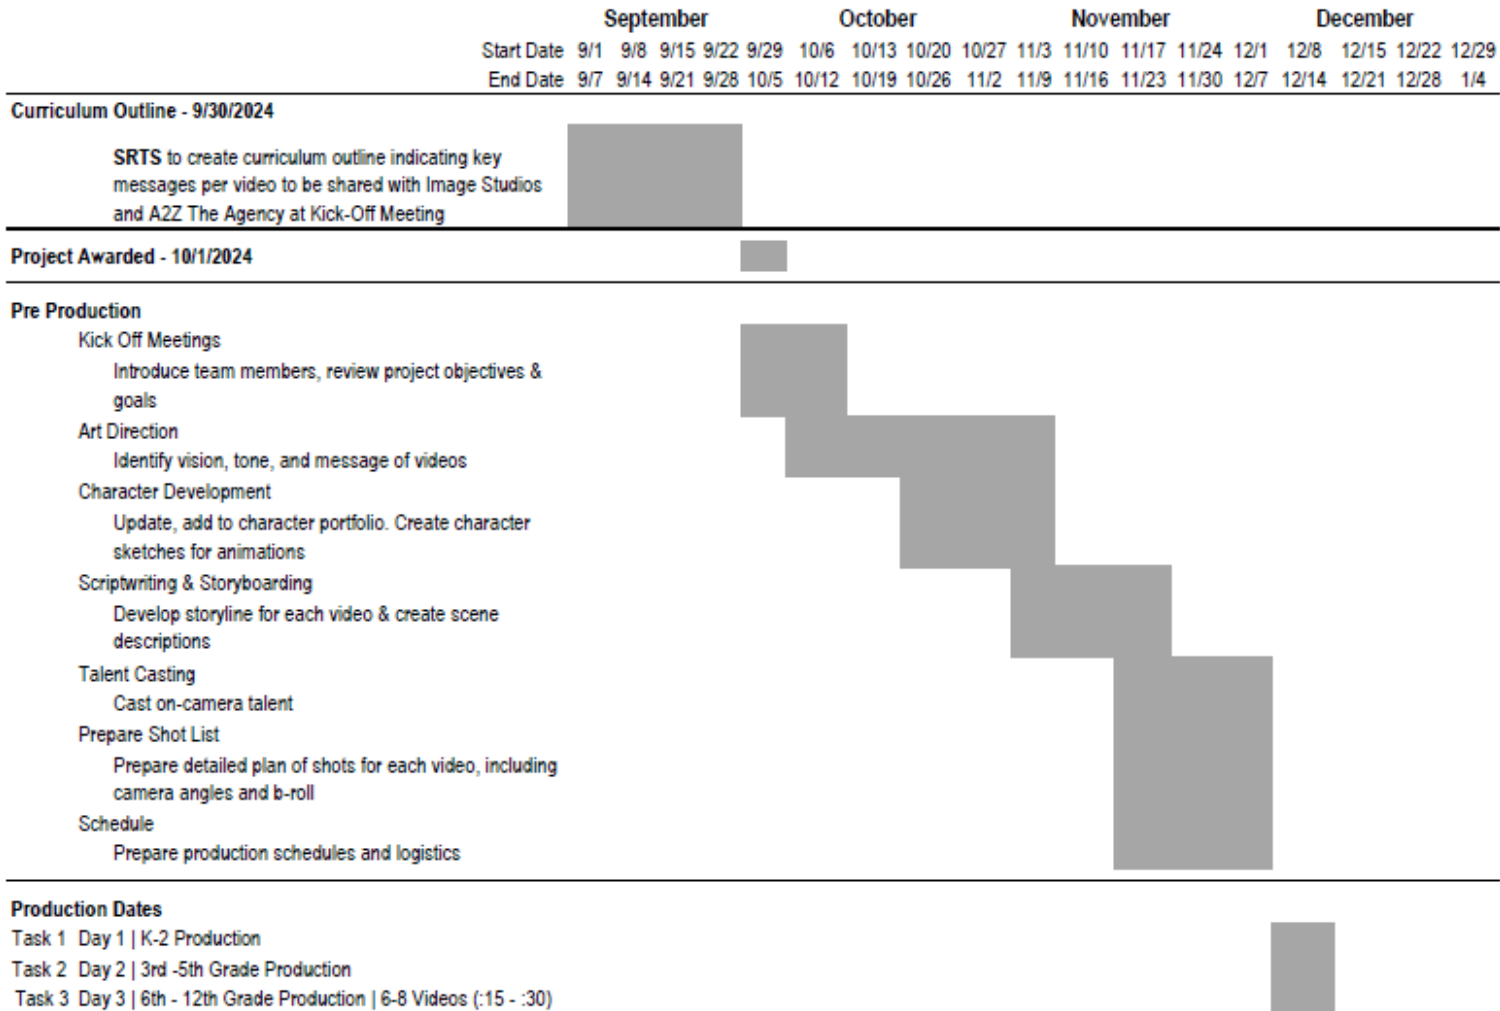 September October November December
Start Date 9/1 9/8 9/15 9/22 9/29 10/6 10/13 10/20 10/27 11/3 11/10 11/17 11/24 12/1 12/8 12/15 12/22 12/29
End Date 9/7 9/14 9/21 9/28 10/5 10/12 10/19 10/26 11/2 11/9 11/16 11/23 11/30 12/7 12/14 12/21 12/28 1/4
Curriculum Outline - 9/30/2024
SRTS to create curriculum outline indicating key
messages per video to be shared with Image Studios
and A2Z The Agency at Kick-Off Meeting
Project Awarded - 10/1/2024
Pre Production
Kick Off Meetings
Introduce team members, review project objectives &
goals
Art Direction
Identify vision, tone, and message of videos
Character Development
Update, add to character portfolio. Create character
sketches for animations
Scriptwriting & Storyboarding
Develop storyline for each video & create scene
descriptions
Talent Casting
Cast on-camera talent
Prepare Shot List
Prepare detailed plan of shots for each video, including
camera angles and b-roll
Schedule
Prepare production schedules and logistics
Production Dates
Task 1 Day 1 | K-2 Production
Task 2 Day 2 | 3rd -5th Grade Production
Task 3 Day 3 | 6th - 12th Grade Production | 6-8 Videos (:15 - :30)